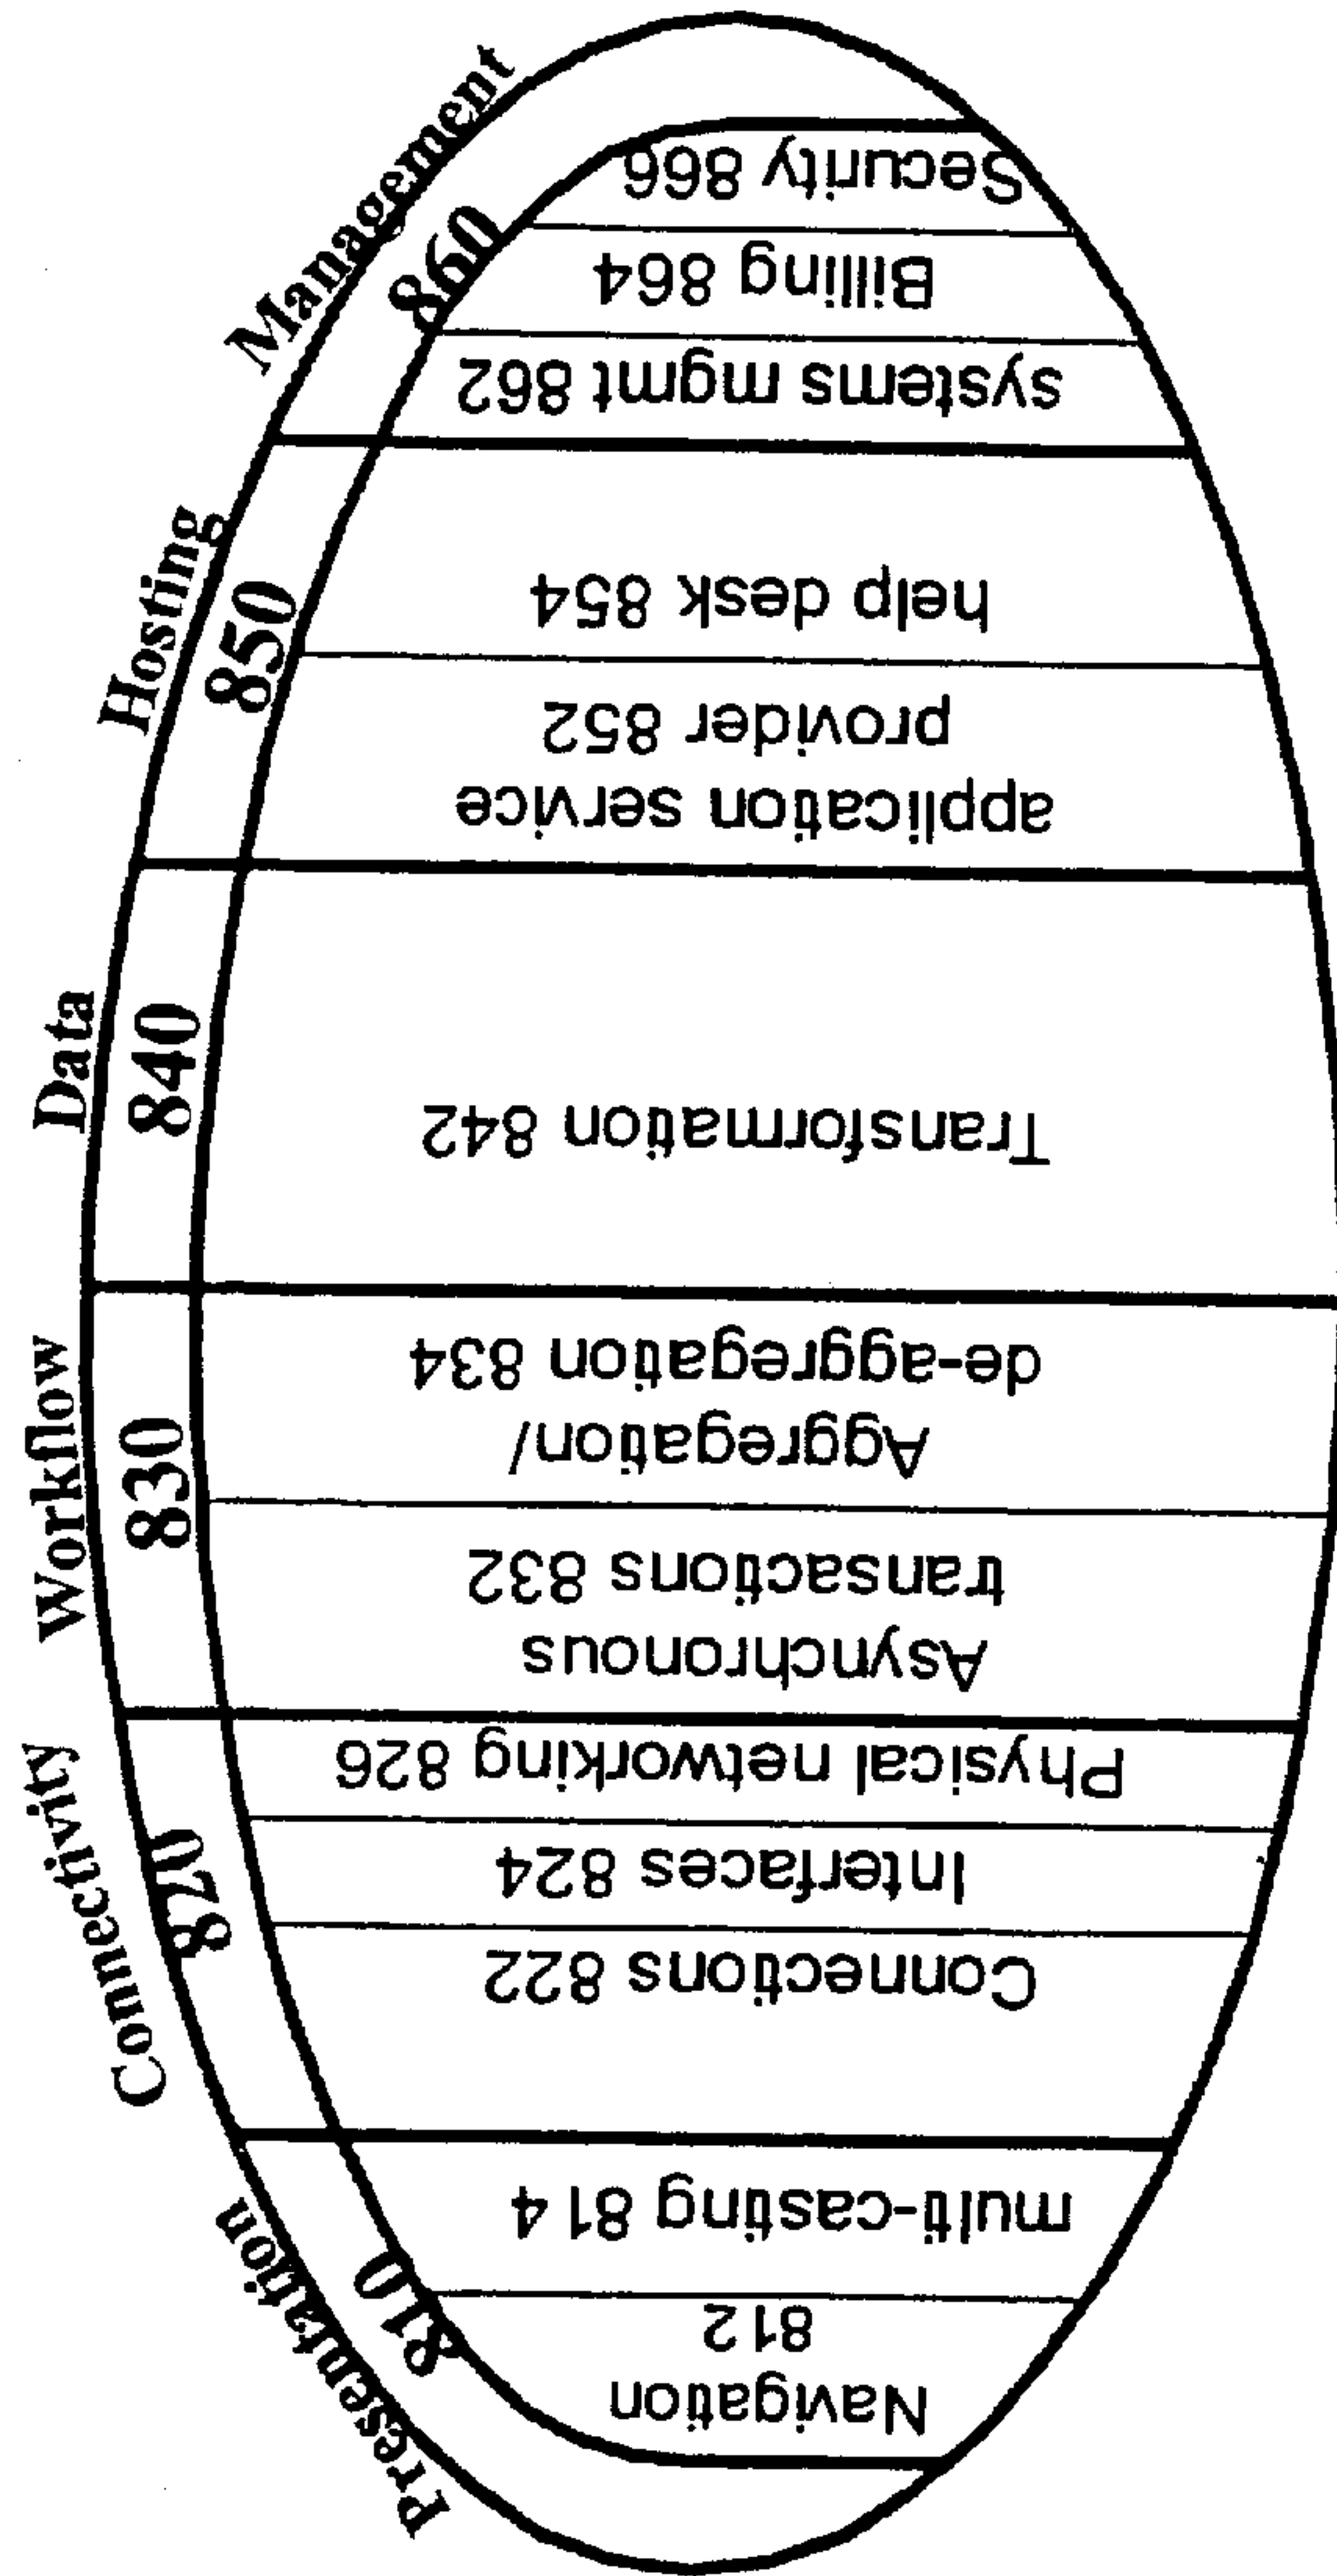 Presentation
810
Navigation
812
multi-casting 814
Connectivity
820
Connections 822
Interfaces 824
Physical networking 826
Workflow
830
Asynchronous
transactions 832
Aggregation/
de-aggregation 834
Data
840
Transformation 842
Hosting
850
application service
provider 852
help desk 854
Management
860
systems mgmt 862
Billing 864
Security 866